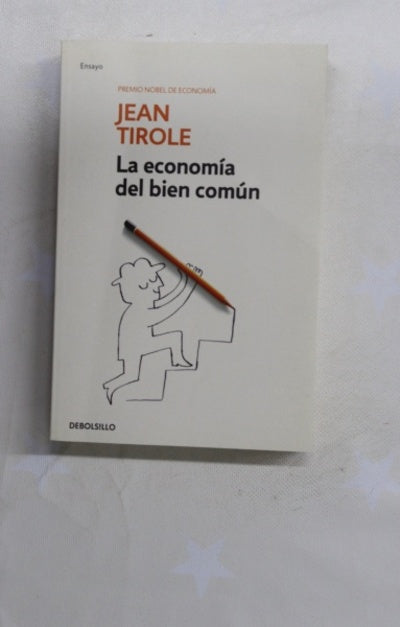 Ensayo
PREMIO NOBEL DE ECONOMÍA
JEAN
TIROLE
La economía
del bien común
DEBOLSILLO